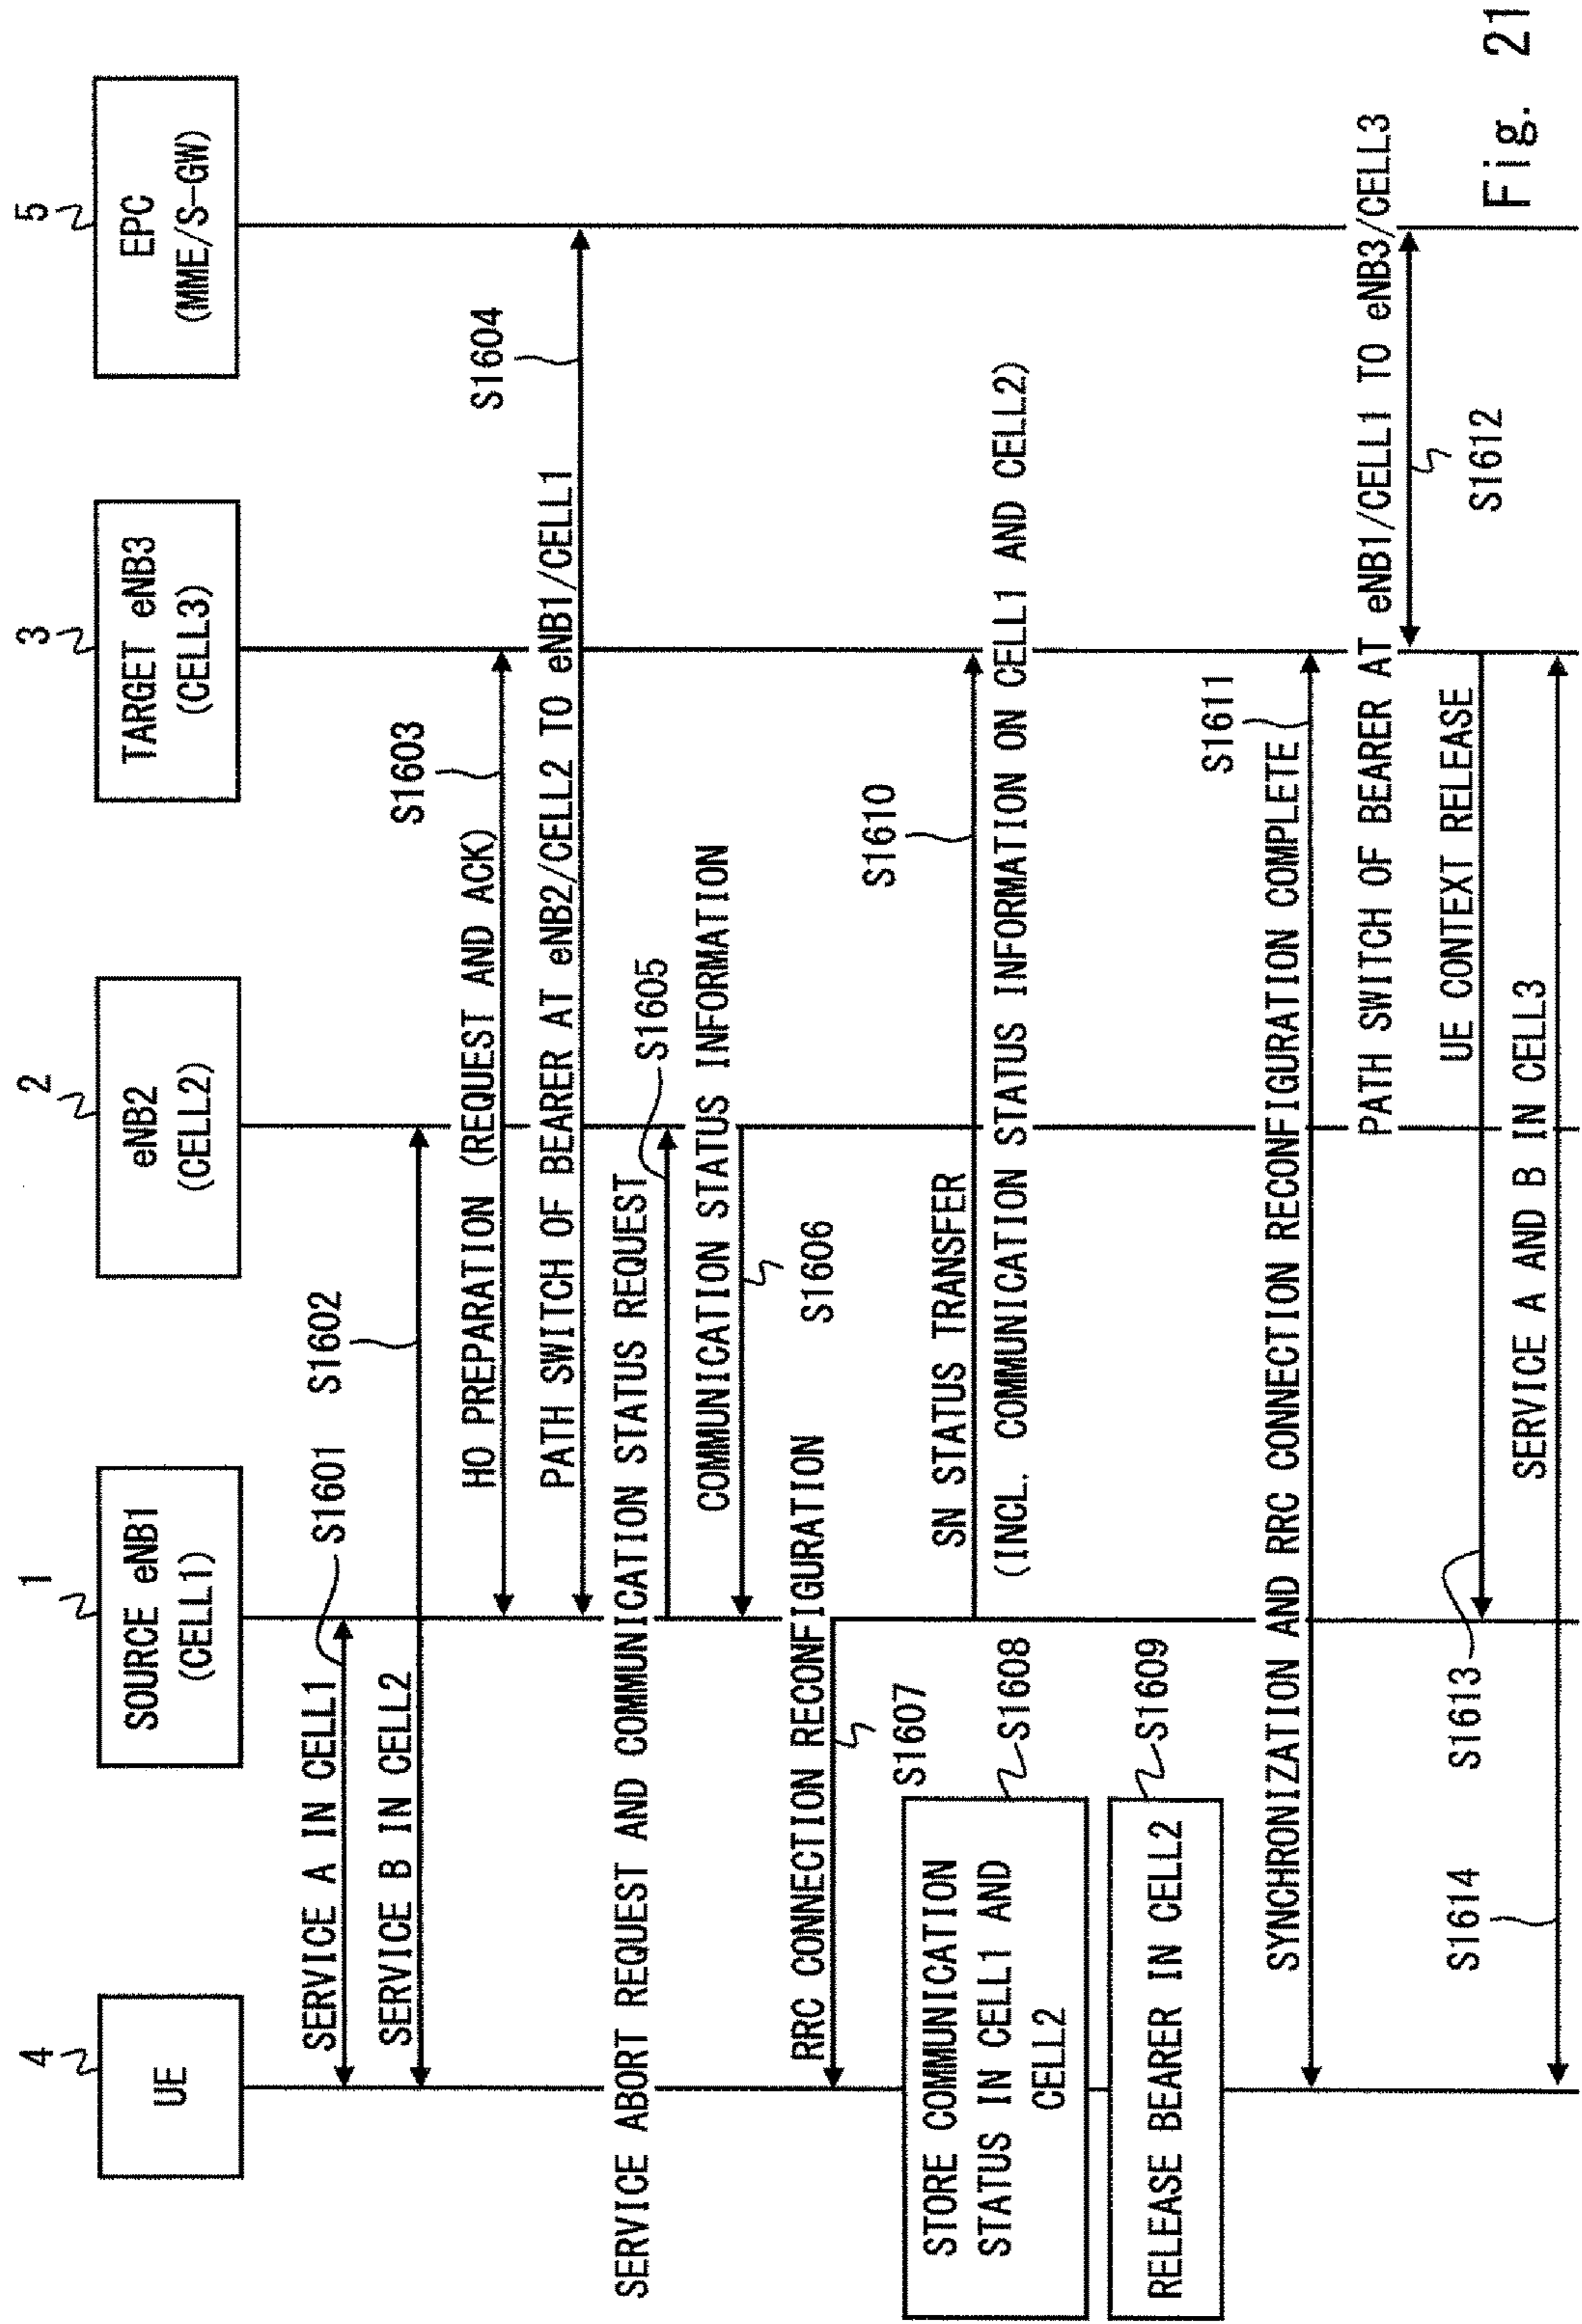 4
1
2
3
5
UE
SOURCE eNB1
(CELL1)
eNB2
(CELL2)
TARGET eNB3
(CELL3)
EPC
(MME/S-GW)
SERVICE A IN CELL1
S1601
SERVICE B IN CELL2
S1602
HO PREPARATION (REQUEST AND ACK)
S1603
PATH SWITCH OF BEARER AT eNB2/CELL2 TO eNB1/CELL1
S1604
SERVICE ABORT REQUEST AND COMMUNICATION STATUS REQUEST
S1605
COMMUNICATION STATUS INFORMATION
S1606
RRC CONNECTION RECONFIGURATION
S1607
STORE COMMUNICATION
STATUS IN CELL1 AND
CELL2
S1608
SN STATUS TRANSFER
S1610
(INCL. COMMUNICATION STATUS INFORMATION ON CELL1 AND CELL2)
RELEASE BEARER IN CELL2
S1609
SYNCHRONIZATION AND RRC CONNECTION RECONFIGURATION COMPLETE
S1611
PATH SWITCH OF BEARER AT eNB1/CELL1 TO eNB3/CELL3
S1612
UE CONTEXT RELEASE
S1613
SERVICE A AND B IN CELL3
S1614
Fig. 21